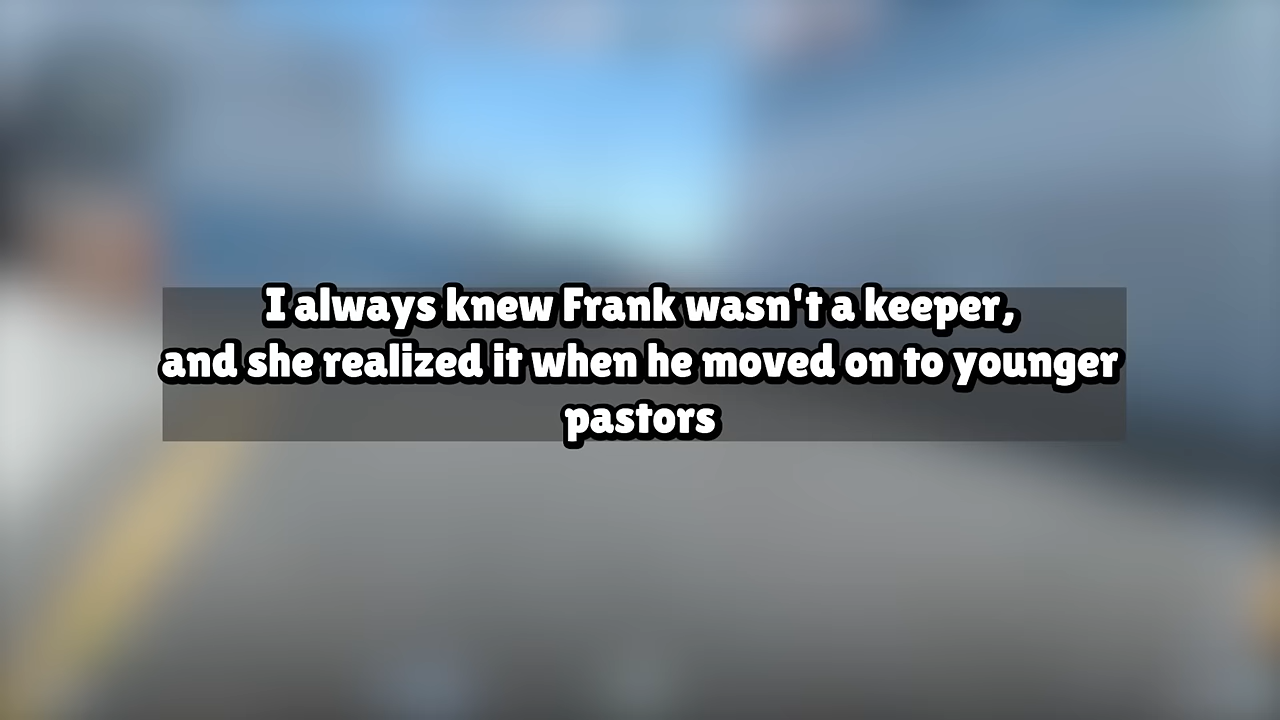 I always knew Frank wasn't a keeper,
and she realized it when he moved on to younger
pastors